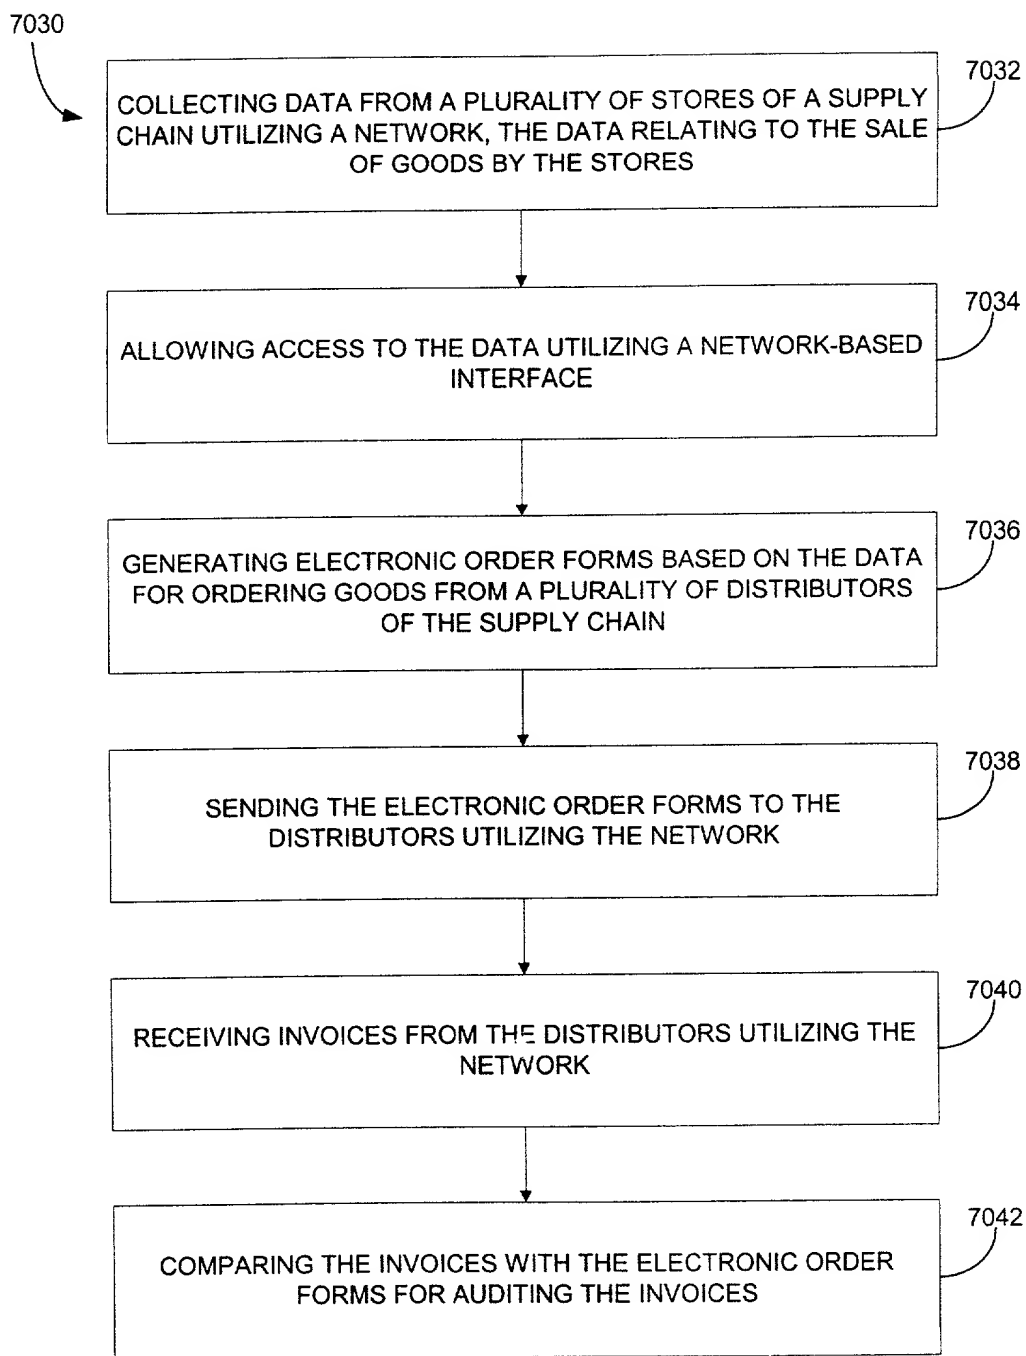 7030
7032
COLLECTING DATA FROM A PLURALITY OF STORES OF A SUPPLY
CHAIN UTILIZING A NETWORK, THE DATA RELATING TO THE SALE
OF GOODS BY THE STORES
7034
ALLOWING ACCESS TO THE DATA UTILIZING A NETWORK-BASED
INTERFACE
7036
GENERATING ELECTRONIC ORDER FORMS BASED ON THE DATA
FOR ORDERING GOODS FROM A PLURALITY OF DISTRIBUTORS
OF THE SUPPLY CHAIN
7038
SENDING THE ELECTRONIC ORDER FORMS TO THE
DISTRIBUTORS UTILIZING THE NETWORK
7040
RECEIVING INVOICES FROM THE DISTRIBUTORS UTILIZING THE
NETWORK
7042
COMPARING THE INVOICES WITH THE ELECTRONIC ORDER
FORMS FOR AUDITING THE INVOICES